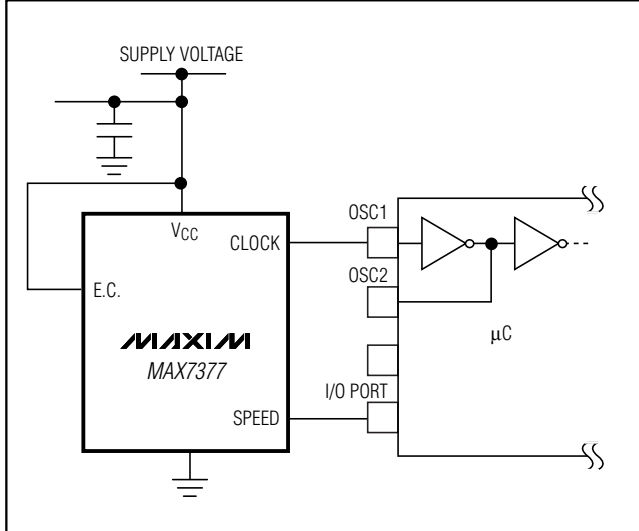 SUPPLY VOLTAGE
VCC
CLOCK
E.C.
MAXIM
MAX7377
SPEED
OSC1
OSC2
µC
I/O PORT